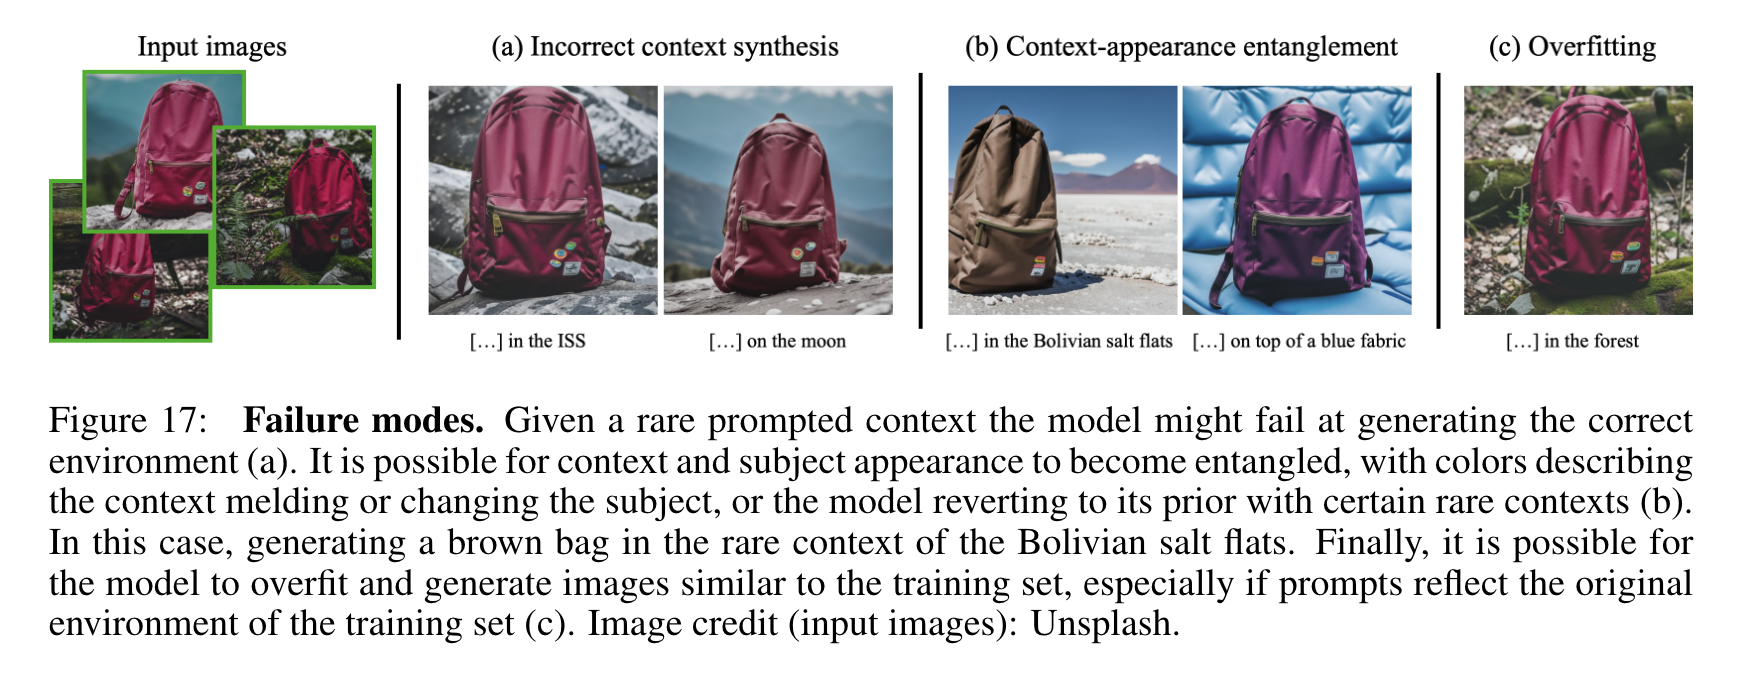 Input images
(a) Incorrect context synthesis
(b) Context-appearance entanglement
(c) Overfitting
[…] in the ISS
[…] on the moon
[…] in the Bolivian salt flats
[…] on top of a blue fabric
[…] in the forest
Figure 17: Failure modes. Given a rare prompted context the model might fail at generating the correct
environment (a). It is possible for context and subject appearance to become entangled, with colors describing
the context melding or changing the subject, or the model reverting to its prior with certain rare contexts (b).
In this case, generating a brown bag in the rare context of the Bolivian salt flats. Finally, it is possible for
the model to overfit and generate images similar to the training set, especially if prompts reflect the original
environment of the training set (c). Image credit (input images): Unsplash.